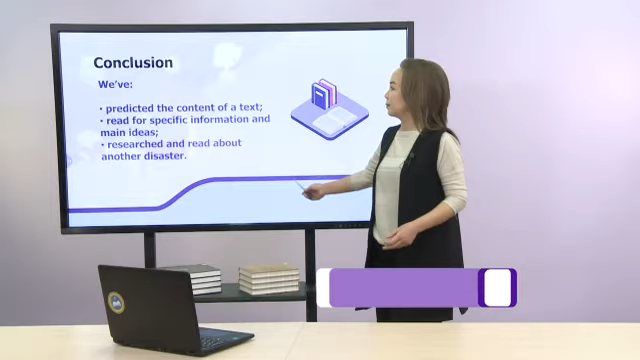 Conclusion
We've:
• predicted the content of a text;
• read for specific information and
main ideas;
• researched and read about
another disaster.